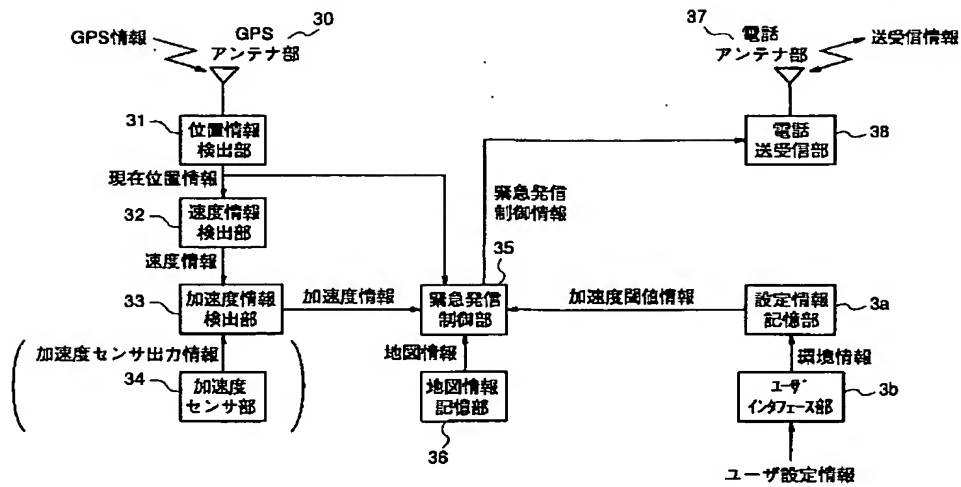 GPS情報
GPS
アンテナ部
30
37
電話
アンテナ部
送受信情報
31
位置情報
検出部
電話
送受信部
38
現在位置情報
32
速度情報
検出部
緊急発信
制御情報
速度情報
35
33
加速度情報
検出部
加速度情報
緊急発信
制御部
加速度閾値情報
設定情報
記憶部
3a
加速度センサ出力情報
地図情報
環境情報
34
加速度
センサ部
地図情報
記憶部
36
ユーザ
インタフェース部
3b
ユーザ設定情報